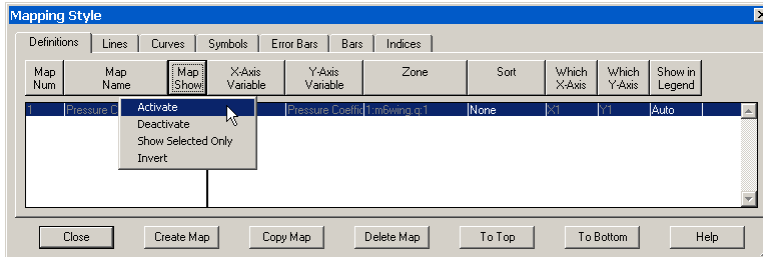 Mapping Style
Definitions Lines Curves Symbols Error Bars Bars Indices
Map Num Map Name Map Show X-Axis Variable Y-Axis Variable Zone Sort Which X-Axis Which Y-Axis Show in Legend
1 Pressure C Pressure Coeffic 1:m6wing.q:1 None X1 Y1 Auto
Activate
Deactivate
Show Selected Only
Invert
Close Create Map Copy Map Delete Map To Top To Bottom Help